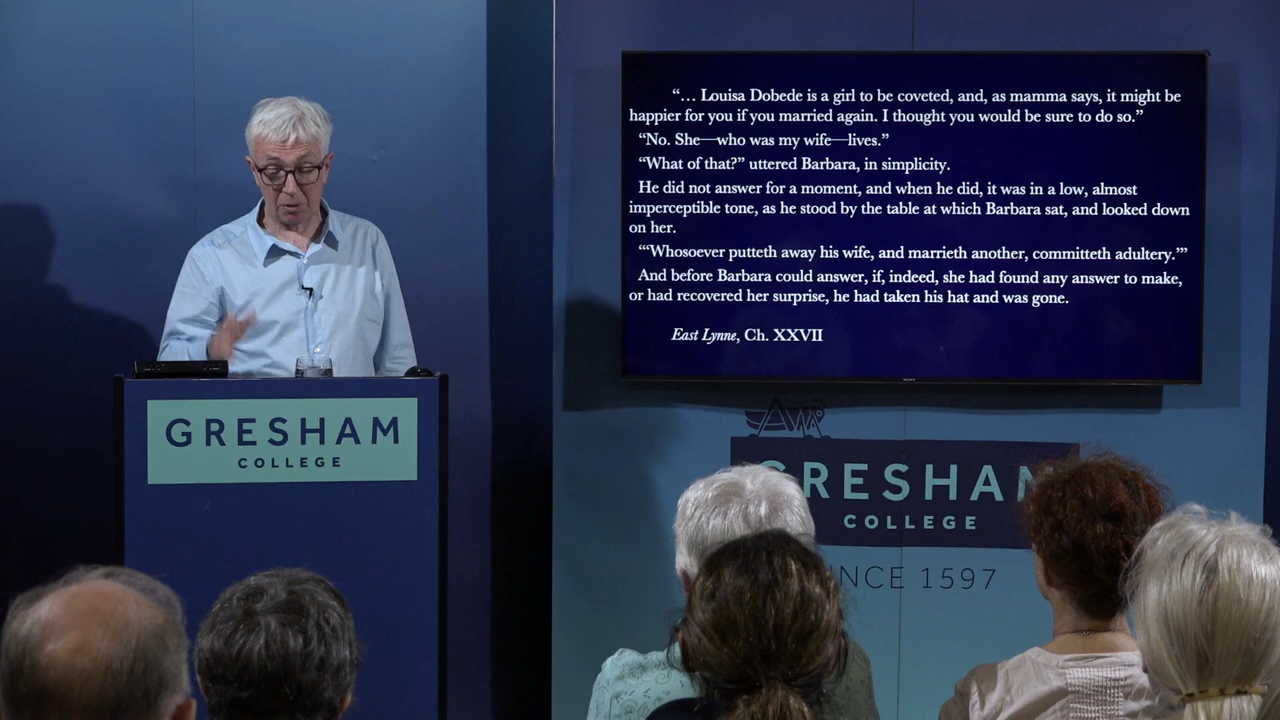 “… Louisa Dobede is a girl to be coveted, and, as mamma says, it might be
happier for you if you married again. I thought you would be sure to do so.”
“No. She—who was my wife—lives.”
“What of that?” uttered Barbara, in simplicity.
He did not answer for a moment, and when he did, it was in a low, almost
imperceptible tone, as he stood by the table at which Barbara sat, and looked down
on her.
“‘Whosoever putteth away his wife, and marrieth another, committeth adultery.’”
And before Barbara could answer, if, indeed, she had found any answer to make,
or had recovered her surprise, he had taken his hat and was gone.
East Lynne, Ch. XXVII
SONY
GRESHAM
COLLEGE
GRESHAM
COLLEGE
INCE 1597